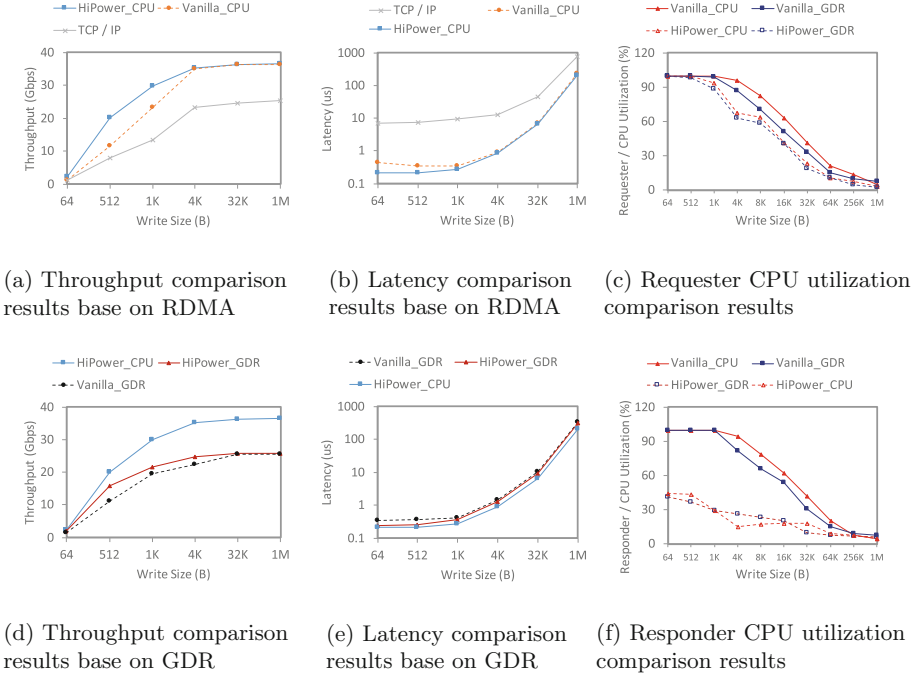 HiPower_CPU Vanilla_CPU
TCP / IP
Throughput (Gbps)
40
30
20
10
0
64 512 1K 4K 32K 1M
Write Size (B)
(a) Throughput comparison
results base on RDMA
TCP / IP Vanilla_CPU
HiPower_CPU
Latency (us)
1000
100
10
1
0.1
64 512 1K 4K 32K 1M
Write Size (B)
(b) Latency comparison
results base on RDMA
Vanilla_CPU Vanilla_GDR
HiPower_CPU HiPower_GDR
Requester / CPU Utilization (%)
120
90
60
30
0
64 512 1K 4K 8K 16K 32K 64K 256K 1M
Write Size (B)
(c) Requester CPU utilization
comparison results
HiPower_CPU HiPower_GDR
Vanilla_GDR
Throughput (Gbps)
40
30
20
10
0
64 512 1K 4K 32K 1M
Write Size (B)
(d) Throughput comparison
results base on GDR
Vanilla_GDR HiPower_GDR
HiPower_CPU
Latency (us)
1000
100
10
1
0.1
64 512 1K 4K 32K 1M
Write Size (B)
(e) Latency comparison
results base on GDR
Vanilla_CPU Vanilla_GDR
HiPower_GDR HiPower_CPU
Responder / CPU Utilization (%)
120
90
60
30
0
64 512 1K 4K 8K 16K 32K 64K 256K 1M
Write Size (B)
(f) Responder CPU utilization
comparison results